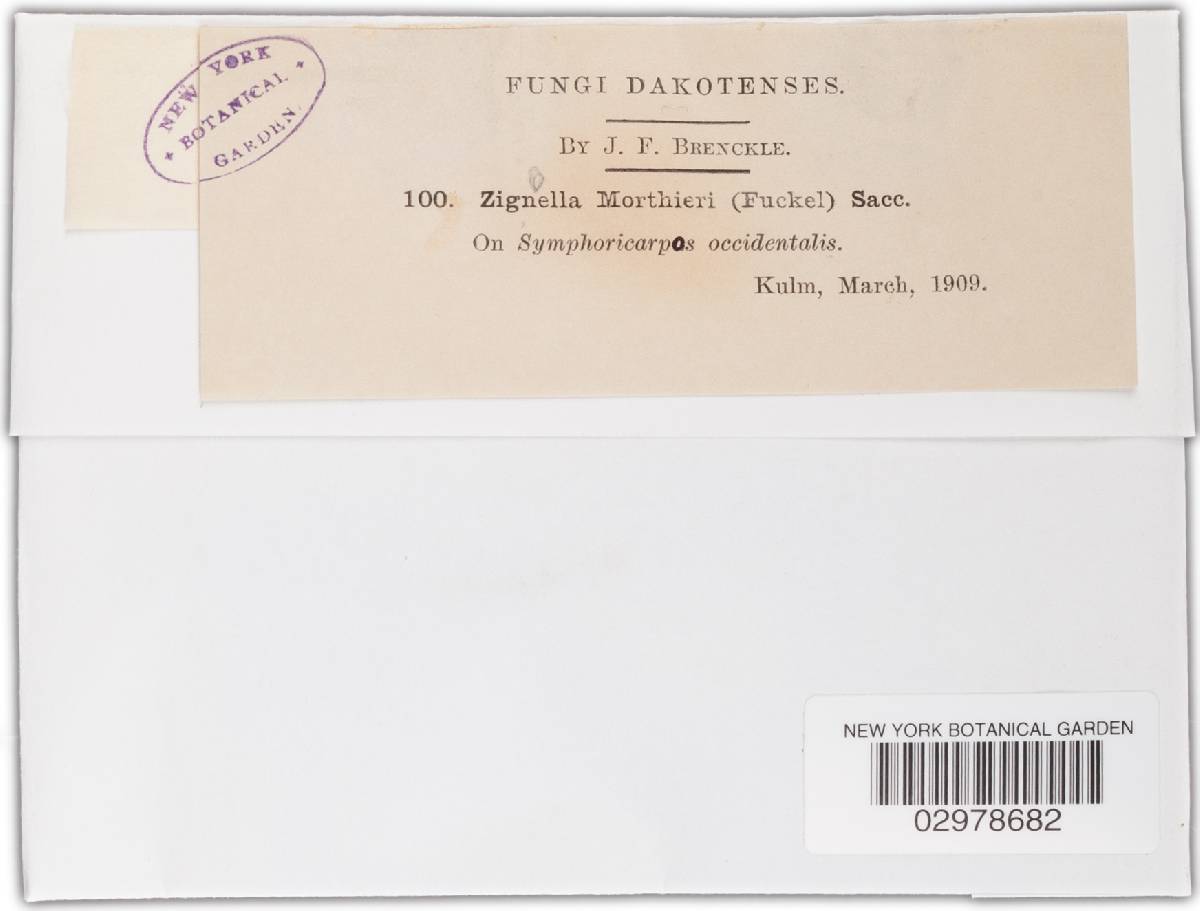 NEW YORK
BOTANICAL
GARDEN.
FUNGI DAKOTENSES.
BY J. F. BRENCKLE.
100. Zignella Morthieri (Fuckel) Sacc.
On Symphoricarpos occidentalis.
Kulm, March, 1909.
NEW YORK BOTANICAL GARDEN
02978682